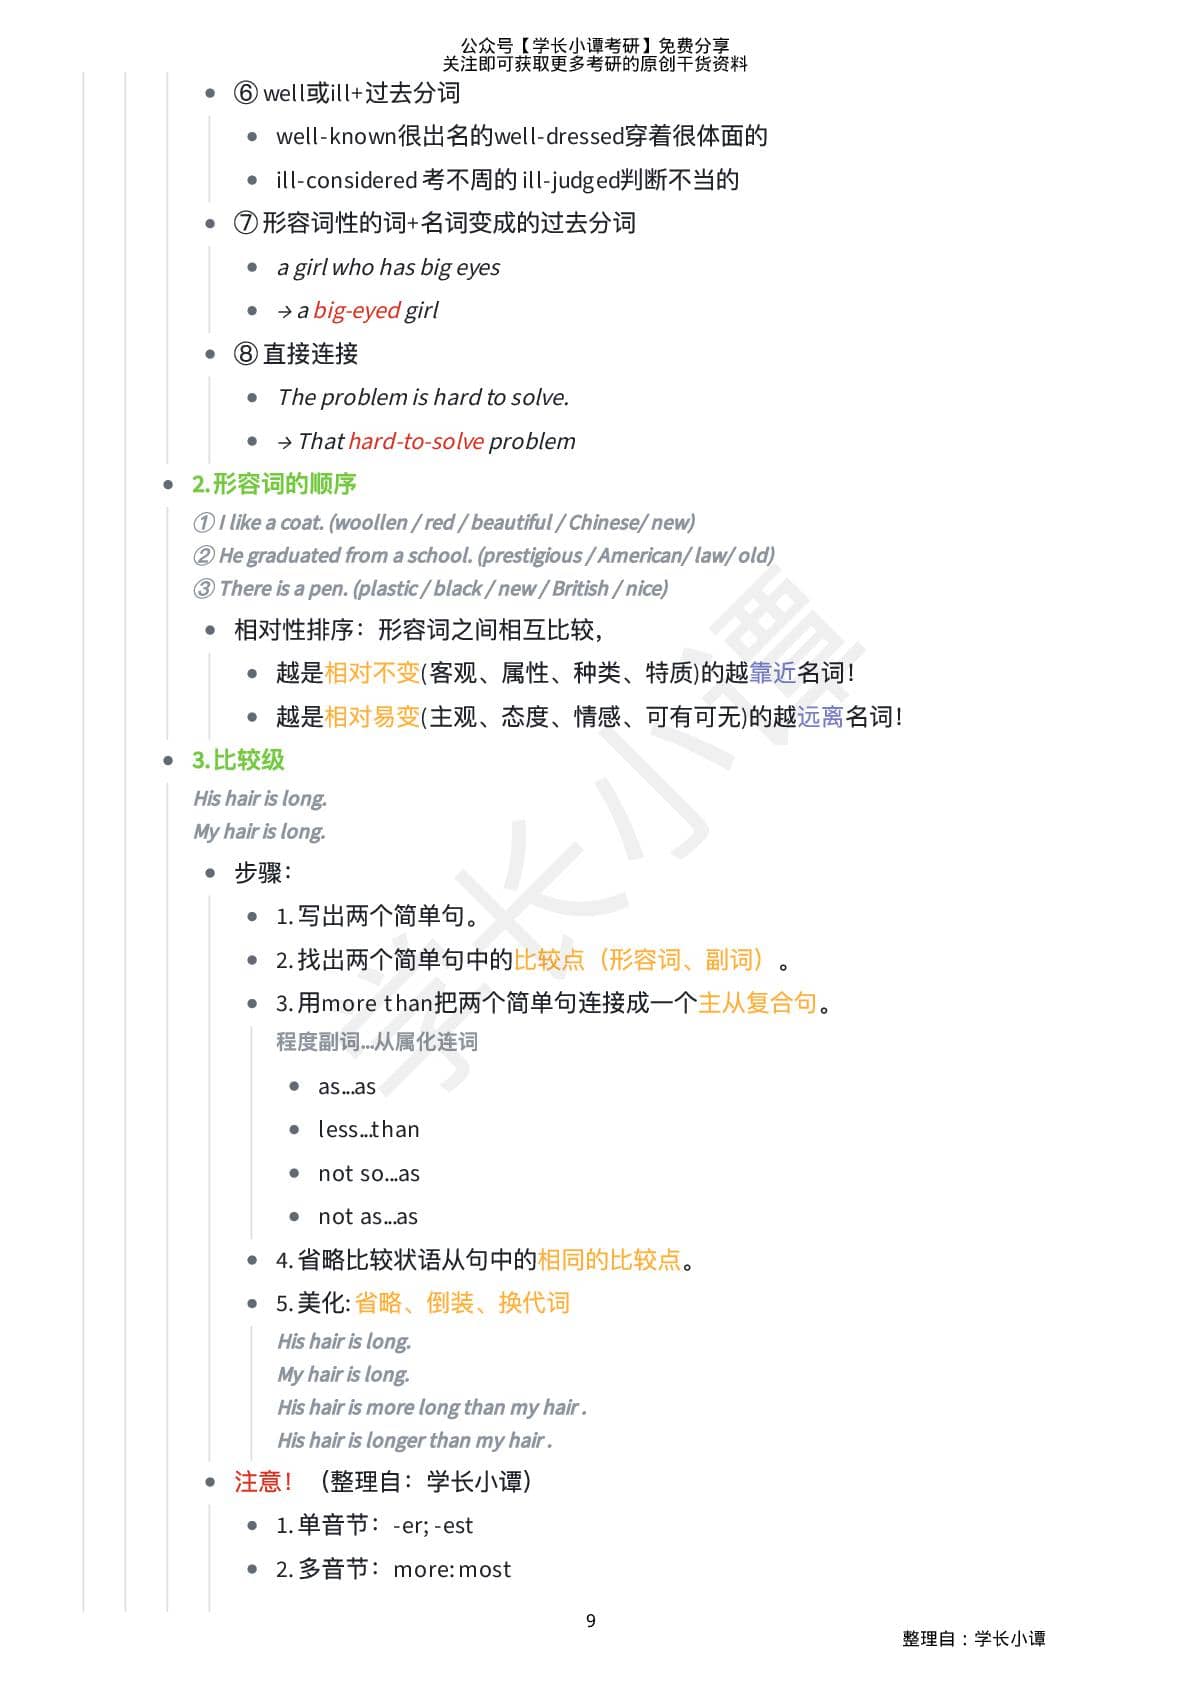 公众号【学长小谭考研】免费分享
关注即可获取更多考研的原创干货资料
⑥ well或ill+过去分词
well-known很出名的well-dressed穿着很体面的
ill-considered 考不周的 ill-judged判断不当的
⑦ 形容词性的词+名词变成的过去分词
a girl who has big eyes
→ a big-eyed girl
⑧ 直接连接
The problem is hard to solve.
→ That hard-to-solve problem
2.形容词的顺序
① I like a coat. (woollen / red / beautiful / Chinese/ new)
② He graduated from a school. (prestigious / American/ law/ old)
③ There is a pen. (plastic / black / new / British / nice)
相对性排序：形容词之间相互比较，
越是相对不变(客观、属性、种类、特质)的越靠近名词！
越是相对易变(主观、态度、情感、可有可无)的越远离名词！
3.比较级
His hair is long.
My hair is long.
步骤：
1.写出两个简单句。
2.找出两个简单句中的比较点（形容词、副词）。
3.用more than把两个简单句连接成一个主从复合句。
程度副词...从属化连词
as...as
less...than
not so...as
not as...as
4.省略比较状语从句中的相同的比较点。
5.美化:省略、倒装、换代词
His hair is long.
My hair is long.
His hair is more long than my hair .
His hair is longer than my hair .
注意！（整理自：学长小谭）
1.单音节：-er; -est
2.多音节：more: most
9
整理自：学长小谭
学长小谭